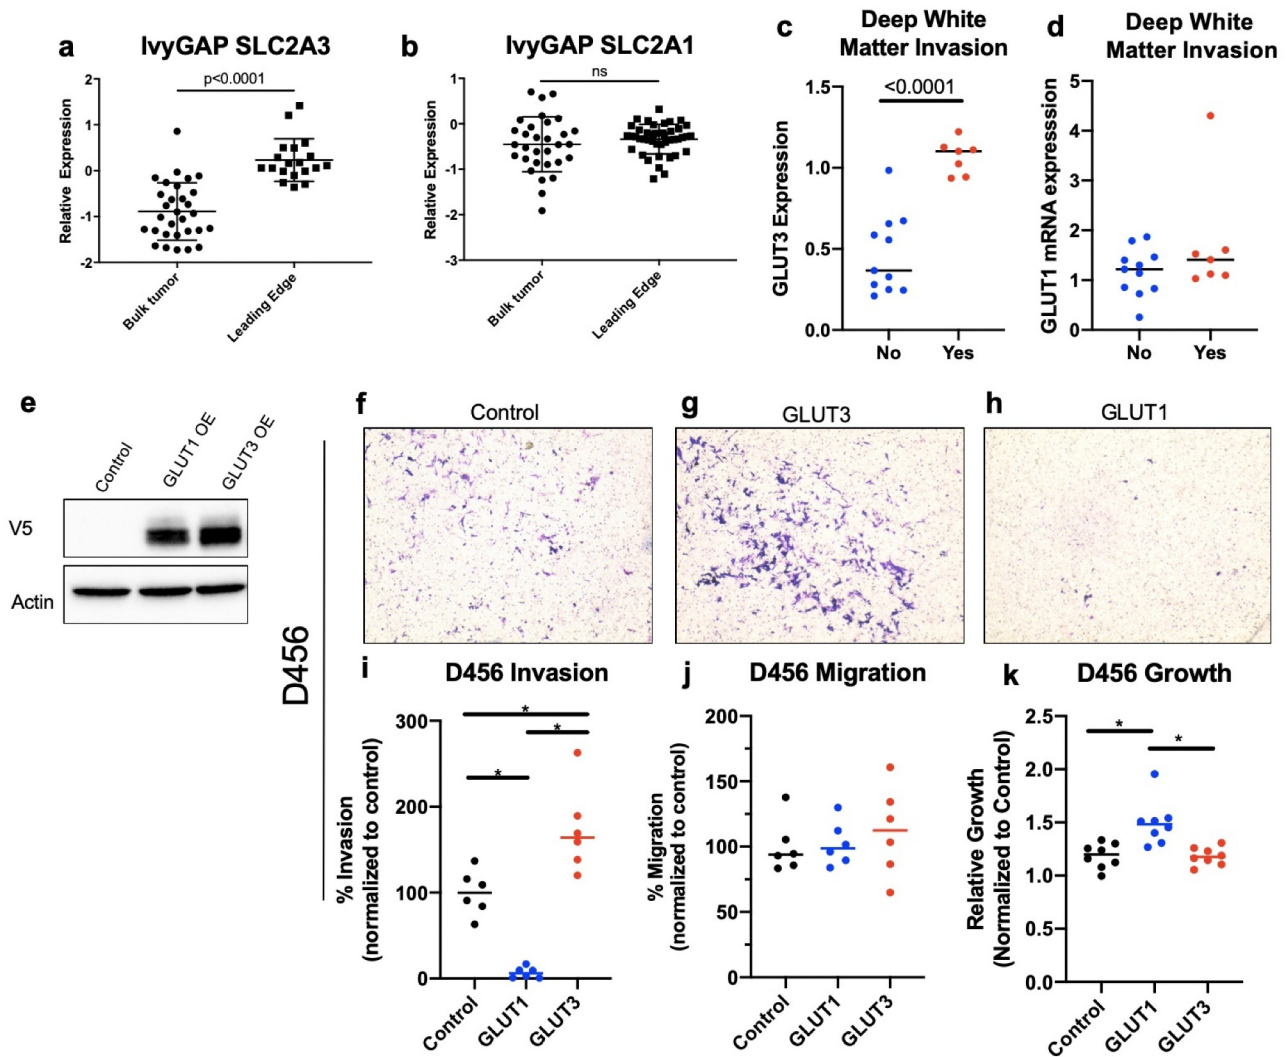 a
IvyGAP SLC2A3
p<0.0001
Relative Expression
2
1
0
-1
-2
Bulk tumor
Leading Edge
b
IvyGAP SLC2A1
ns
Relative Expression
1
0
-1
-2
-3
Bulk tumor
Leading Edge
c
Deep White
Matter Invasion
<0.0001
GLUT3 Expression
1.5
1.0
0.5
0.0
No
Yes
d
Deep White
Matter Invasion
GLUT1 mRNA expresssion
5
4
3
2
1
0
No
Yes
e
Control
GLUT1 OE
GLUT3 OE
V5
Actin
D456
f
Control
g
GLUT3
h
GLUT1
i
D456 Invasion
*
*
*
% Invasion
(normalized to control)
300
200
100
0
Control
GLUT1
GLUT3
j
D456 Migration
% Migration
(normalized to control)
200
150
100
50
0
Control
GLUT1
GLUT3
k
D456 Growth
*
*
Relative Growth
(Normalized to Control)
2.5
2.0
1.5
1.0
0.5
0.0
Control
GLUT1
GLUT3